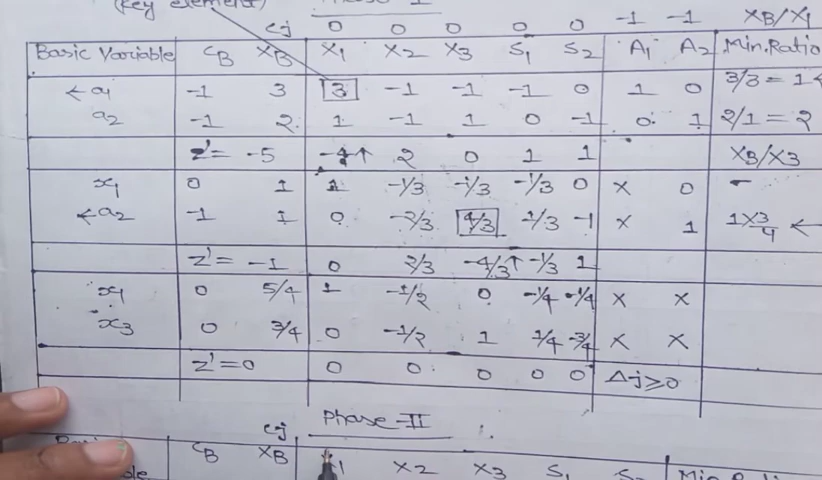 (Key element) Phase-I
Cj 0 0 0 0 0 -1 -1 XB/X1
Basic Variable CB XB X1 X2 X3 S1 S2 A1 A2 Min.Ratio
←a1 -1 3 3 -1 -1 -1 0 1 0 3/3=1←
a2 -1 2 1 -1 1 0 -1 0 1 2/1=2
z'= -5 -4↑ 2 0 1 1 XB/X3
x1 0 1 1 -1/3 -1/3 -1/3 0 x 0 -
←a2 -1 1 0 -2/3 4/3 1/3 -1 x 1 1×3/4 ←
z'= -1 0 2/3 -4/3↑ -1/3 1
x1 0 5/4 1 -1/2 0 -1/4 -1/4 x x
x3 0 3/4 0 -1/2 1 1/4 -3/4 x x
z'=0 0 0 0 0 0 Δj≥0
Phase-II
Cj
CB XB X1 X2 X3 S1